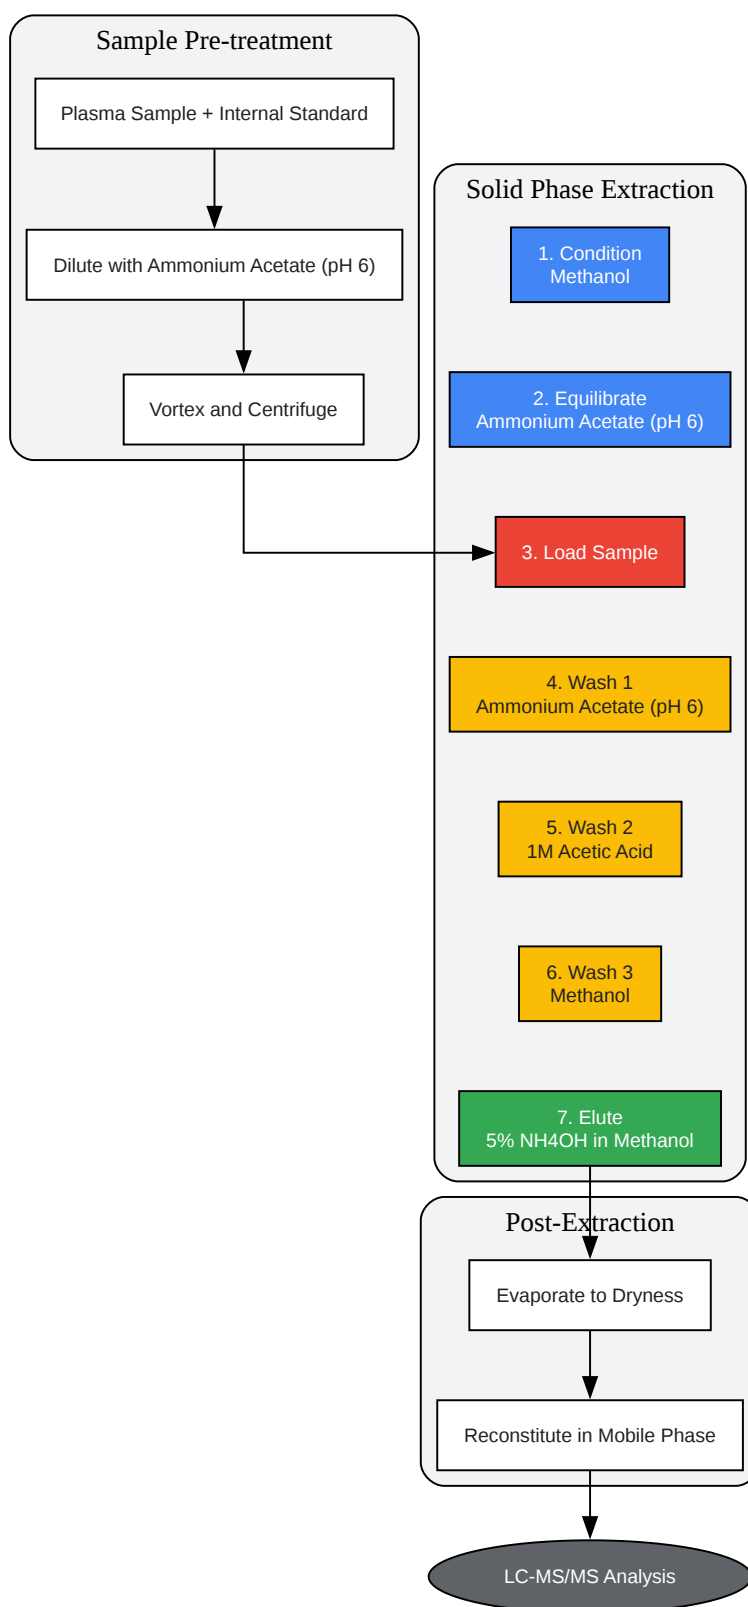 Sample Pre-treatment
Plasma Sample + Internal Standard
Dilute with Ammonium Acetate (pH 6)
Vortex and Centrifuge
Solid Phase Extraction
1. Condition
Methanol
2. Equilibrate
Ammonium Acetate (pH 6)
3. Load Sample
4. Wash 1
Ammonium Acetate (pH 6)
5. Wash 2
1M Acetic Acid
6. Wash 3
Methanol
7. Elute
5% NH4OH in Methanol
Post-Extraction
Evaporate to Dryness
Reconstitute in Mobile Phase
LC-MS/MS Analysis